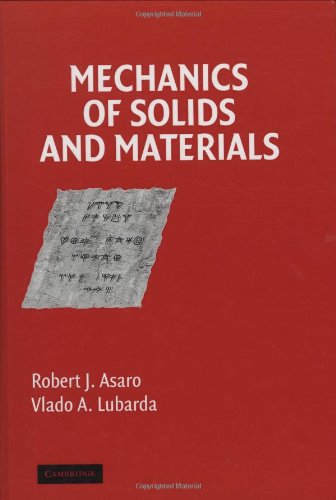 MECHANICS
OF SOLIDS
AND MATERIALS
Robert J. Asaro
Vlado A. Lubarda
CAMBRIDGE